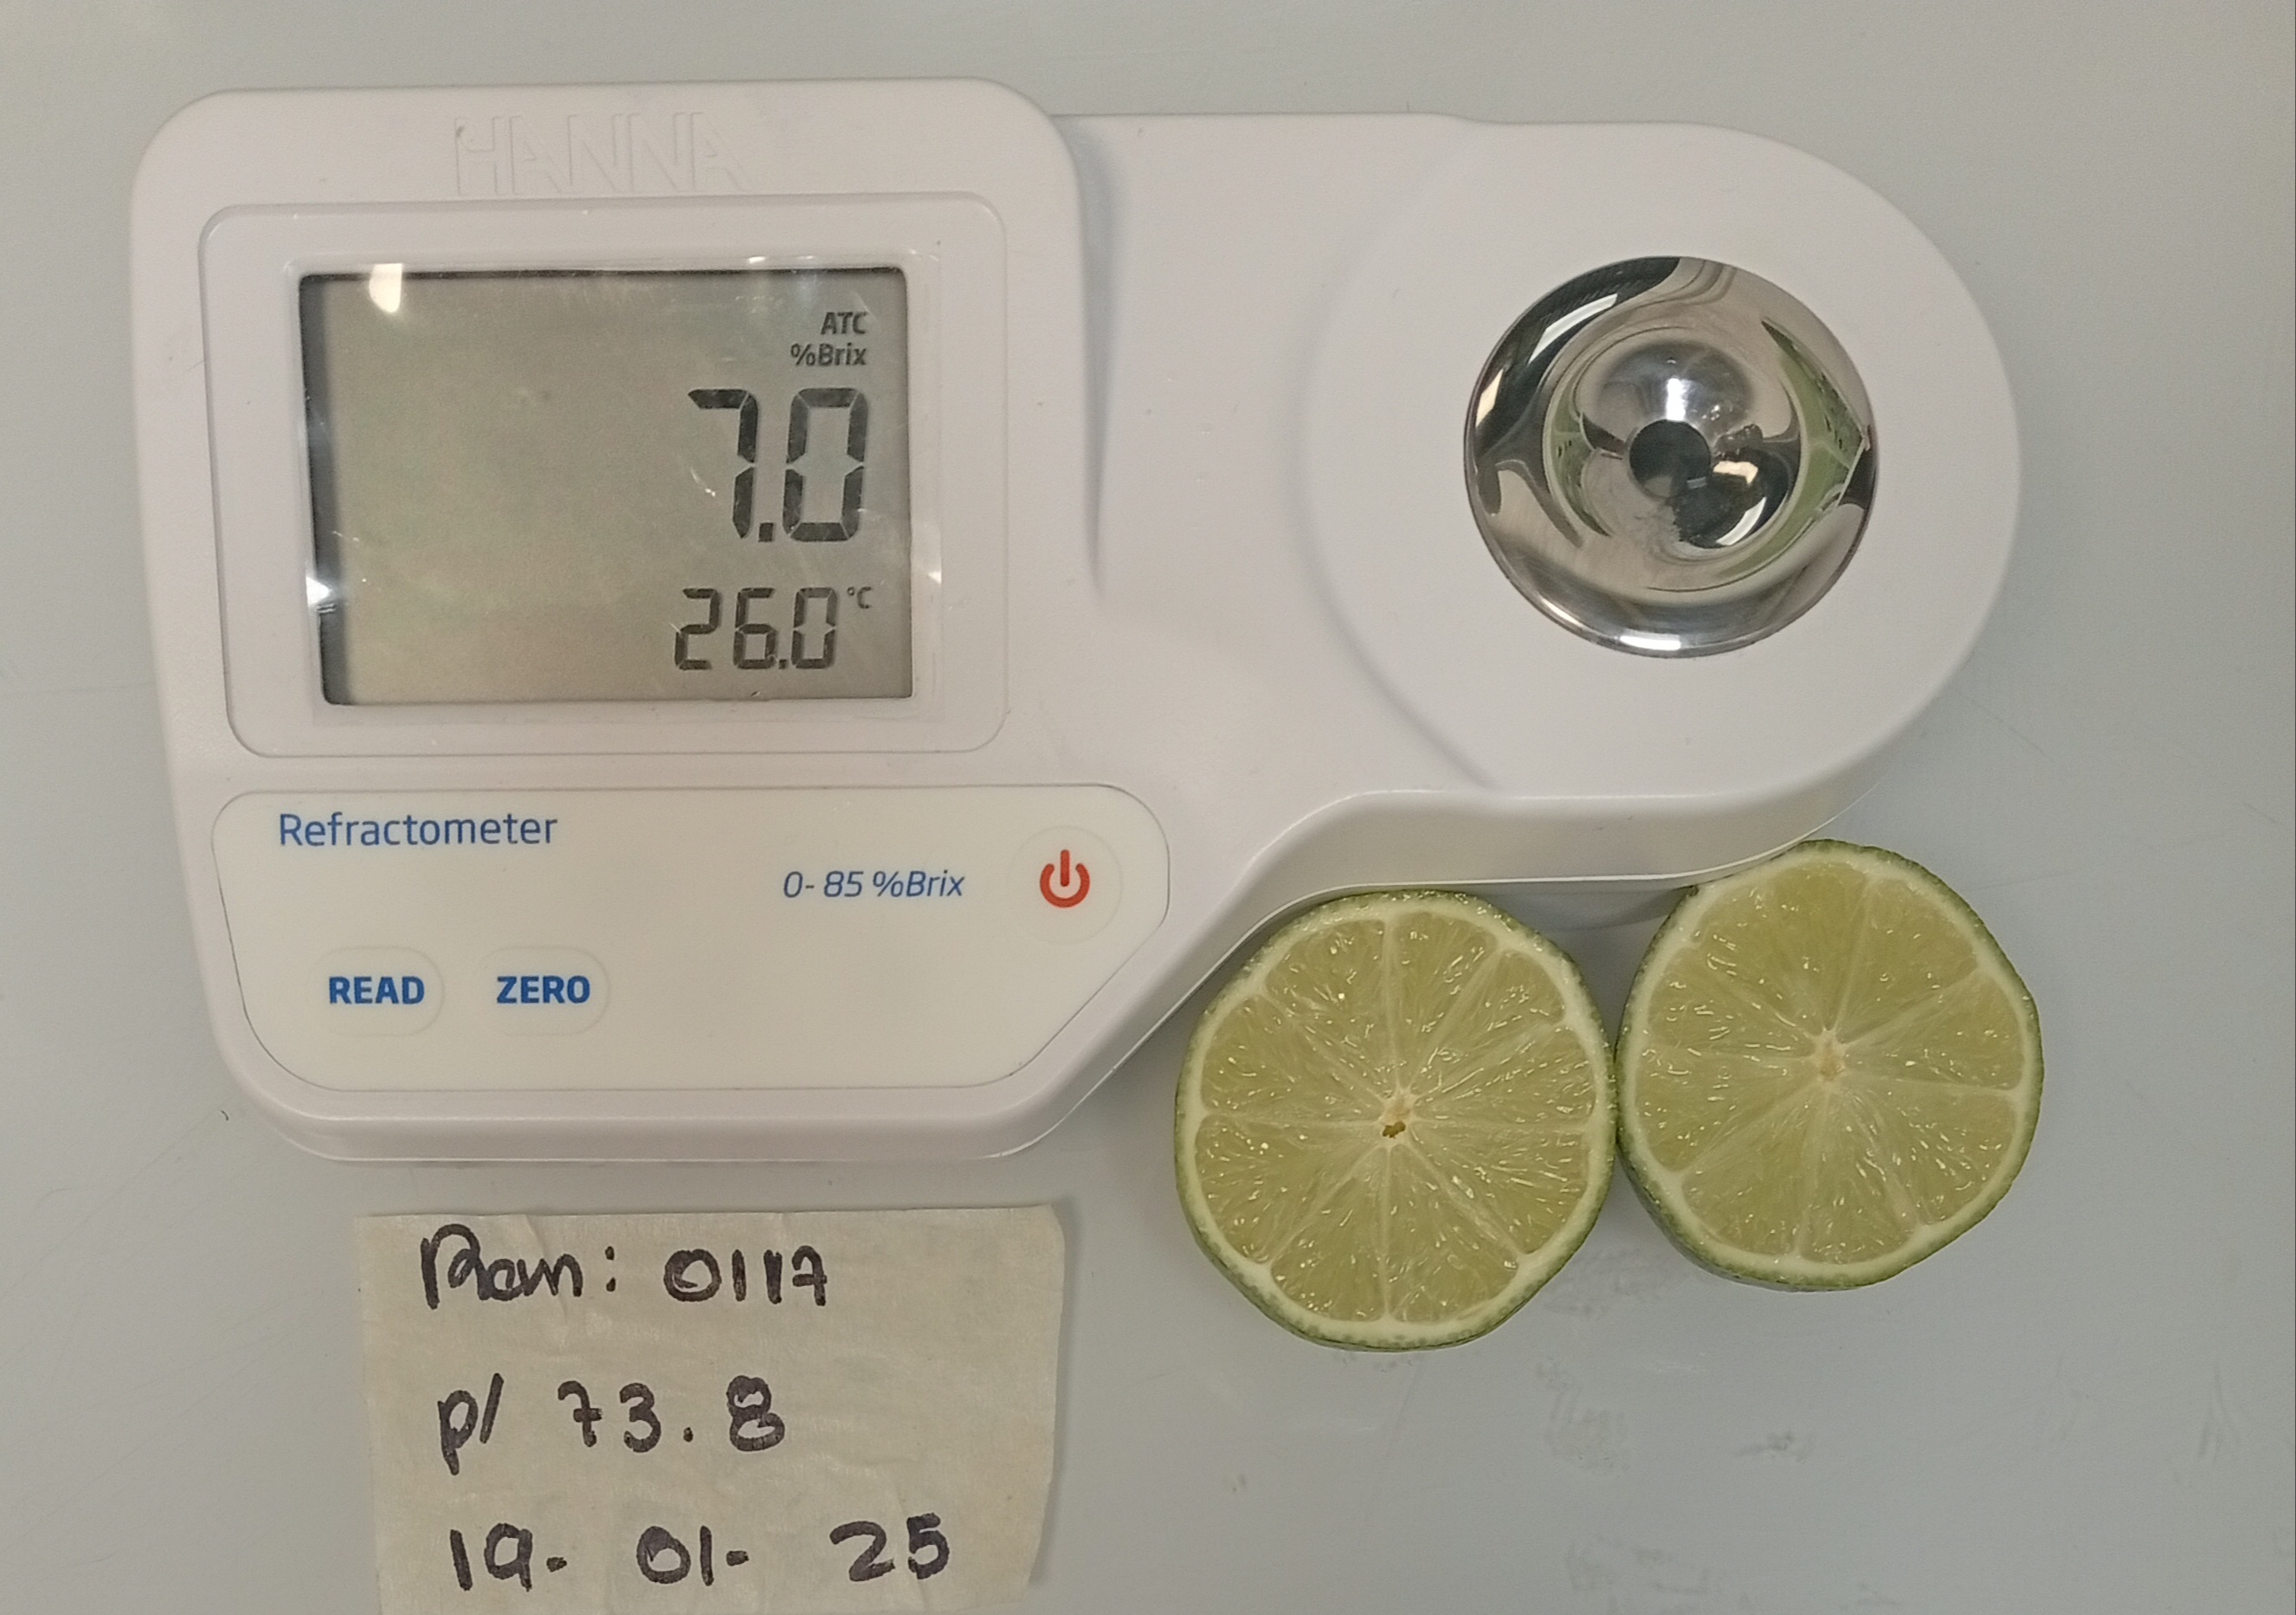 HANNA
ATC
%Brix
7.0
26.0 °C
Refractometer
0- 85 %Brix
READ ZERO
Ram: 0117
p/ 73.8
19- 01- 25